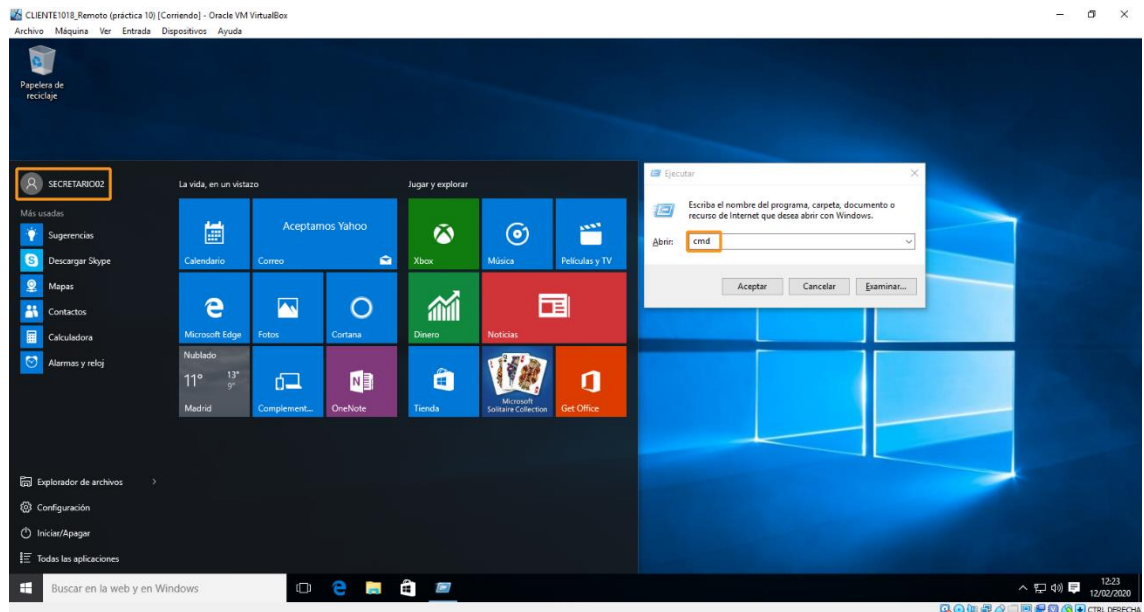 CLIENTE1018_Remoto (práctica 10) [Corriendo] - Oracle VM VirtualBox
Archivo Máquina Ver Entrada Dispositivos Ayuda
Papelera de
reciclaje
SECRETARIO02
Más usadas
Sugerencias
Descargar Skype
Mapas
Contactos
Calculadora
Alarmas y reloj
Explorador de archivos
Configuración
Iniciar/Apagar
Todas las aplicaciones
La vida, en un vistazo
Calendario
Aceptamos Yahoo
Correo
Microsoft Edge
Fotos
Cortana
Nublado
11° 13°
9°
Madrid
Complement...
OneNote
Jugar y explorar
Xbox
Música
Películas y TV
Dinero
Noticias
Tienda
Microsoft
Solitaire Collection
Get Office
Ejecutar
Escriba el nombre del programa, carpeta, documento o
recurso de Internet que desea abrir con Windows.
Abrir: cmd
Aceptar Cancelar Examinar...
Buscar en la web y en Windows
12:23
12/02/2020
CTRL DERECHA